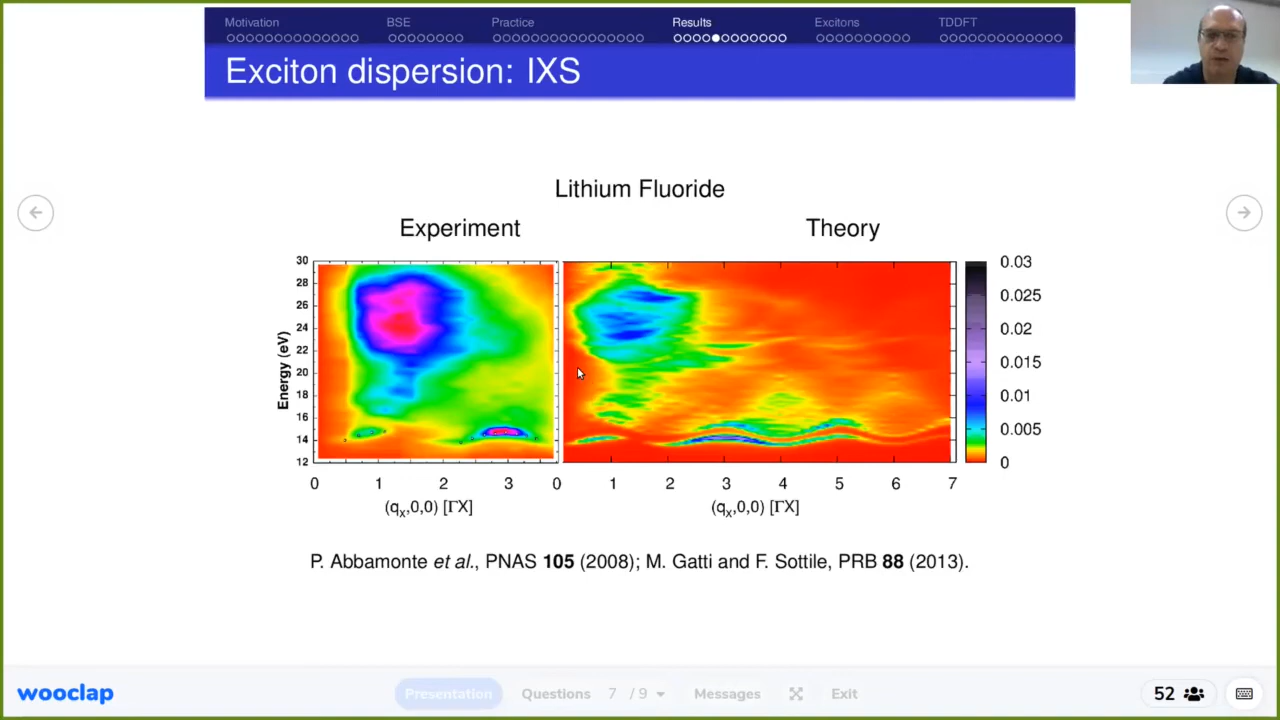 Motivation BSE Practice Results Excitons TDDFT
Exciton dispersion: IXS
Lithium Fluoride
Experiment Theory
30
28
26
24
22
20
18
16
14
12
Energy (eV)
0 1 2 3 0 1 2 3 4 5 6 7
(qx,0,0) [ΓX] (qx,0,0) [ΓX]
0.03
0.025
0.02
0.015
0.01
0.005
0
P. Abbamonte et al., PNAS 105 (2008); M. Gatti and F. Sottile, PRB 88 (2013).
wooclap Presentation Questions 7 / 9 Messages Exit 52